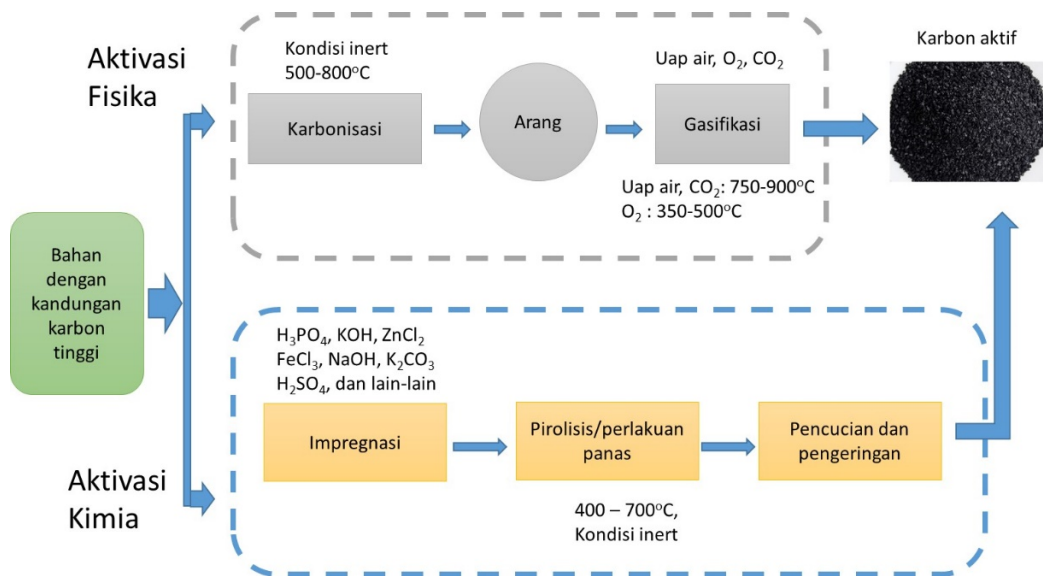 Aktivasi
Fisika
Kondisi inert
500-800°C
Karbonisasi
Arang
Uap air, O₂, CO₂
Gasifikasi
Uap air, CO₂: 750-900°C
O₂ : 350-500°C
Karbon aktif
Bahan
dengan
kandungan
karbon
tinggi
Aktivasi
Kimia
H₃PO₄, KOH, ZnCl₂
FeCl₃, NaOH, K₂CO₃
H₂SO₄, dan lain-lain
Impregnasi
Pirolisis/perlakuan
panas
400 – 700°C,
Kondisi inert
Pencucian dan
pengeringan